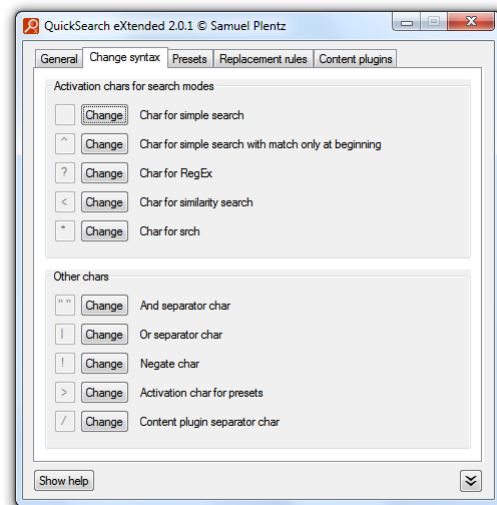 QuickSearch eXtended 2.0.1 © Samuel Plentz
General Change syntax Presets Replacement rules Content plugins
Activation chars for search modes
Change Char for simple search
^ Change Char for simple search with match only at beginning
? Change Char for RegEx
< Change Char for similarity search
* Change Char for srch
Other chars
" " Change And separator char
| Change Or separator char
! Change Negate char
> Change Activation char for presets
/ Change Content plugin separator char
Show help